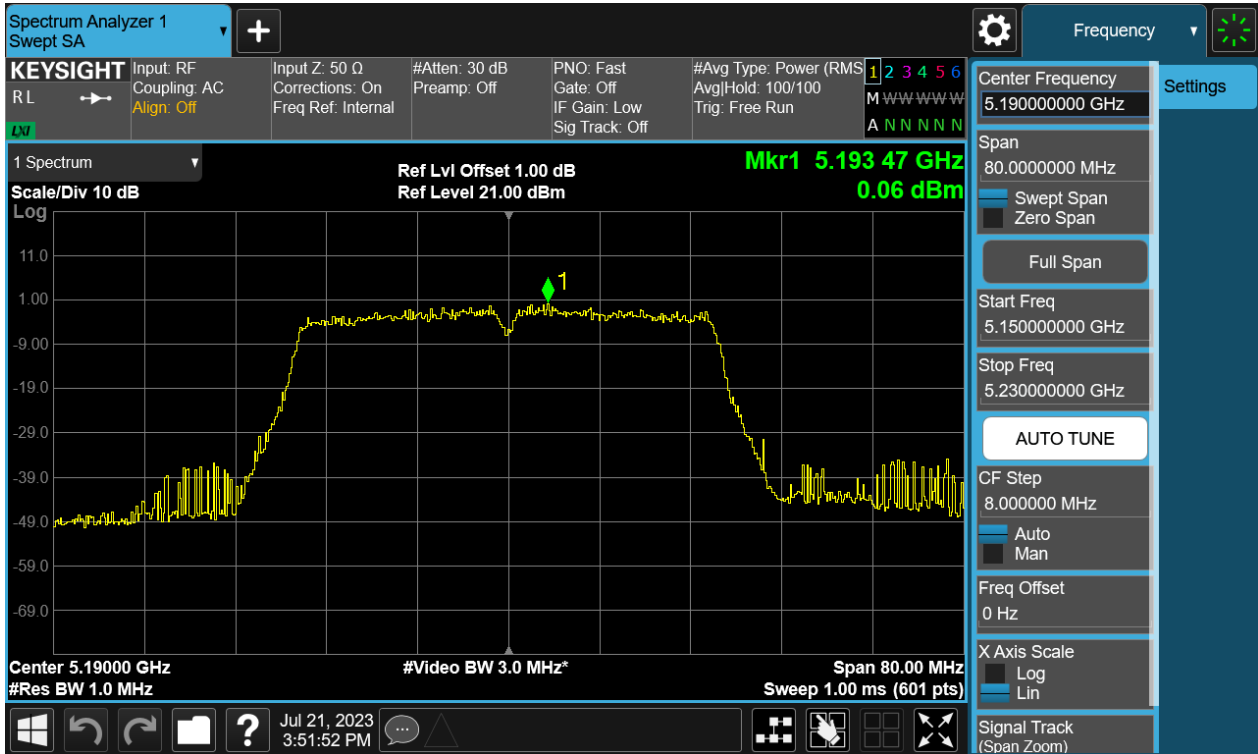 Spectrum Analyzer 1
Swept SA
+
Frequency
KEYSIGHT
R L
LXI
Input: RF
Coupling: AC
Align: Off
Input Z: 50 Ω
Corrections: On
Freq Ref: Internal
#Atten: 30 dB
Preamp: Off
PNO: Fast
Gate: Off
IF Gain: Low
Sig Track: Off
#Avg Type: Power (RMS
Avg|Hold: 100/100
Trig: Free Run
1 2 3 4 5 6
M W W W W W
A N N N N N
1 Spectrum
Scale/Div 10 dB
Log
Ref Lvl Offset 1.00 dB
Ref Level 21.00 dBm
Mkr1 5.193 47 GHz
0.06 dBm
1
11.0
1.00
-9.00
-19.0
-29.0
-39.0
-49.0
-59.0
-69.0
Center 5.19000 GHz
#Video BW 3.0 MHz*
Span 80.00 MHz
#Res BW 1.0 MHz
Sweep 1.00 ms (601 pts)
?
Jul 21, 2023
3:51:52 PM
Settings
Center Frequency
5.190000000 GHz
Span
80.0000000 MHz
Swept Span
Zero Span
Full Span
Start Freq
5.150000000 GHz
Stop Freq
5.230000000 GHz
AUTO TUNE
CF Step
8.000000 MHz
Auto
Man
Freq Offset
0 Hz
X Axis Scale
Log
Lin
Signal Track
(Span Zoom)